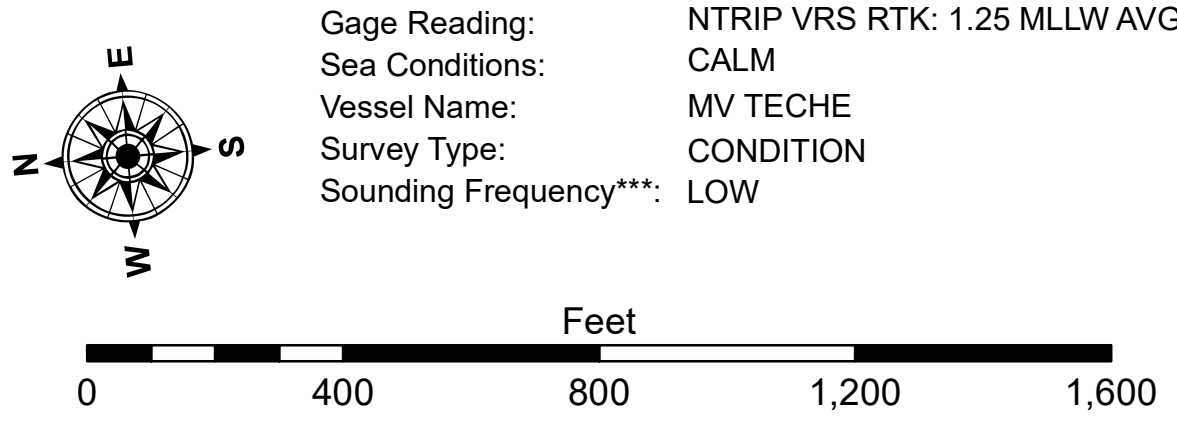 Gage Reading: NTRIP VRS RTK: 1.25 MLLW AVG
Sea Conditions: CALM
Vessel Name: MV TECHE
Survey Type: CONDITION
Sounding Frequency***: LOW
E
N S
W
Feet
0 400 800 1,200 1,600